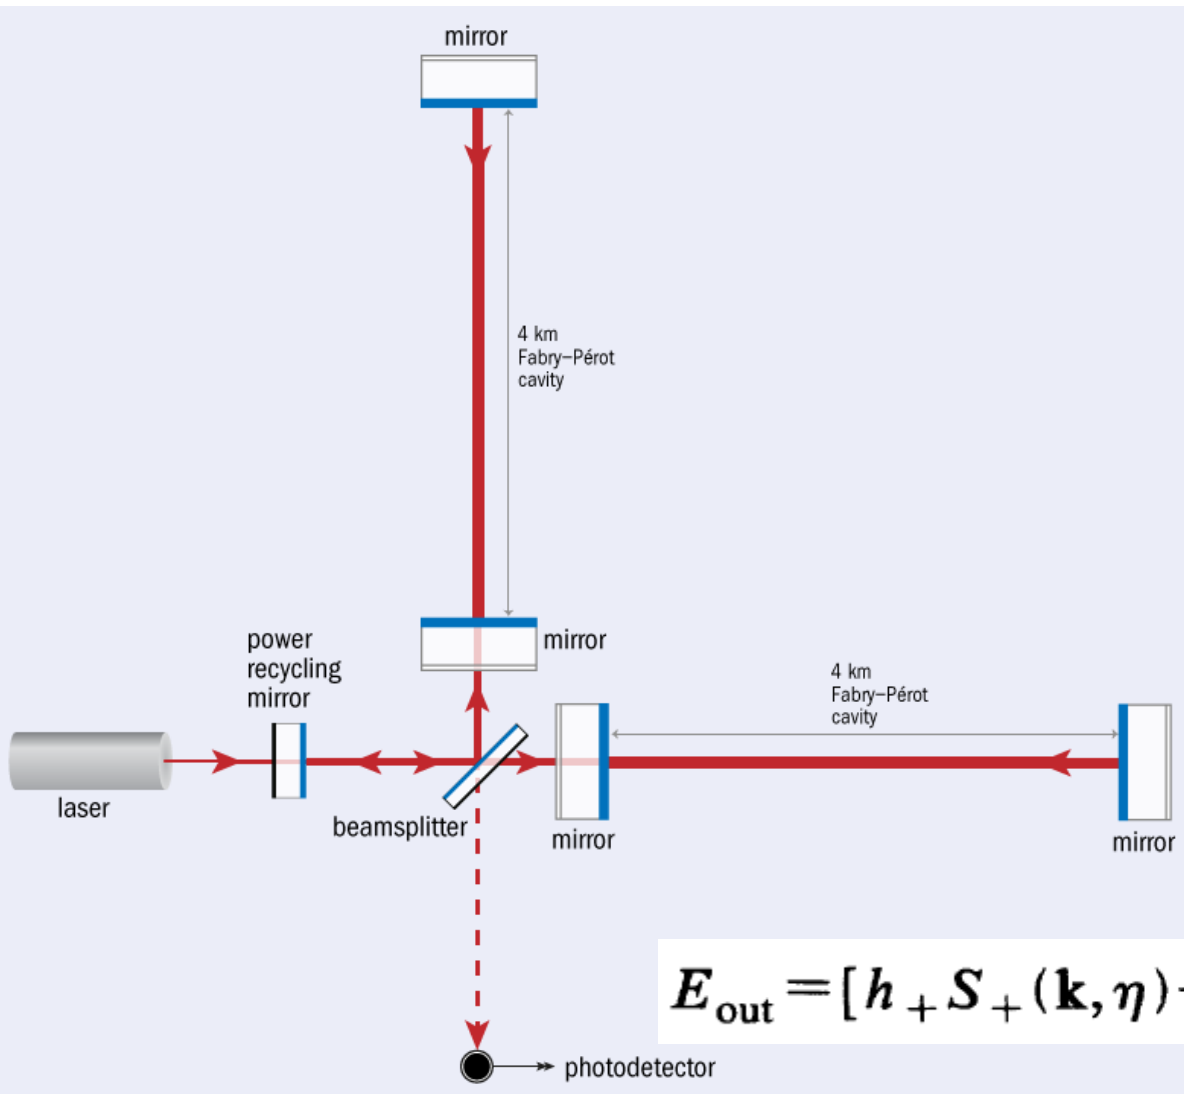 mirror
4 km
Fabry–Pérot
cavity
power
recycling
mirror
mirror
4 km
Fabry–Pérot
cavity
laser
beamsplitter
mirror
mirror
E_out = [ h_+ S_+ (k, η) -
photodetector